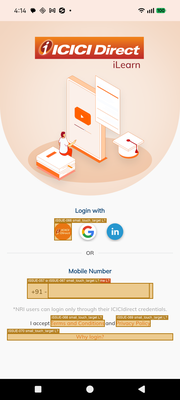 4:14
ICICI Direct
iLearn
Login with
OR
Mobile Number
+91 -
*NRI users can login only through their ICICIdirect credentials.
I accept Terms and Conditions and Privacy Policy
Why login?